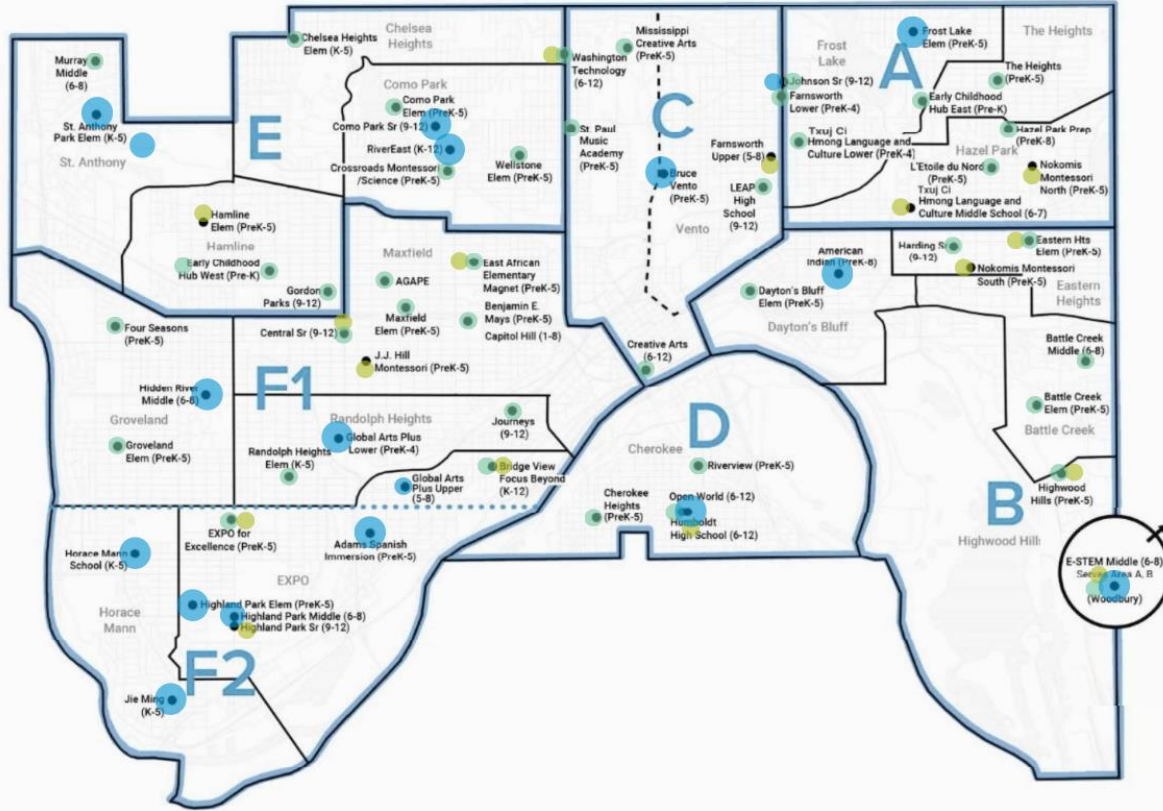 Chelsea Heights
Elem (K-5)
Chelsea
Heights
Murray
Middle
(6-8)
St. Anthony
Park Elem (K-5)
St. Anthony
E
Como Park
Como Park
Elem (PreK-5)
Como Park Sr (9-12)
RiverEast (K-12)
Crossroads Montessori
/Science (PreK-5)
Wellstone
Elem (PreK-5)
Hamline
Elem (PreK-5)
Hamline
Early Childhood
Hub West (Pre-K)
Gordon
Parks (9-12)
Washington
Technology
(6-12)
Mississippi
Creative Arts
(PreK-5)
C
St. Paul
Music
Academy
(PreK-5)
Bruce
Vento
(PreK-5)
Vento
Farnsworth
Upper (5-8)
LEAP
High
School
(9-12)
Creative Arts
(6-12)
Frost Lake
Elem (PreK-5)
Frost
Lake
A
The Heights
The Heights
(PreK-5)
Johnson Sr (9-12)
Farnsworth
Lower (PreK-4)
Early Childhood
Hub East (Pre-K)
Txuj Ci
Hmong Language and
Culture Lower (PreK-4)
Hazel Park Prep
(PreK-8)
Hazel Park
L'Etoile du Nord
(PreK-5)
Nokomis
Montessori
North (PreK-5)
Txuj Ci
Hmong Language and
Culture Middle School (6-7)
American
Indian (PreK-8)
Harding Sr
(9-12)
Eastern Hts
Elem (PreK-5)
Nokomis Montessori
South (PreK-5)
Eastern
Heights
Dayton's Bluff
Elem (PreK-5)
Dayton's Bluff
Battle Creek
Middle (6-8)
Battle Creek
Elem (PreK-5)
Battle Creek
Highwood
Hills (PreK-5)
B
Highwood Hills
E-STEM Middle (6-8)
Serves Area A, B
(Woodbury)
Maxfield
AGAPE
East African
Elementary
Magnet (PreK-5)
Maxfield
Elem (PreK-5)
Benjamin E.
Mays (PreK-5)
Capitol Hill (1-8)
Central Sr (9-12)
J.J. Hill
Montessori (PreK-5)
Four Seasons
(PreK-5)
Hidden River
Middle (6-8)
F1
Groveland
Groveland
Elem (PreK-5)
Randolph Heights
Global Arts Plus
Lower (PreK-4)
Randolph Heights
Elem (K-5)
Journeys
(9-12)
Global Arts
Plus Upper
(5-8)
Bridge View
Focus Beyond
(K-12)
D
Cherokee
Riverview (PreK-5)
Cherokee
Heights
(PreK-5)
Open World (6-12)
Humboldt
High School (6-12)
EXPO for
Excellence (PreK-5)
Adams Spanish
Immersion (PreK-5)
EXPO
Horace Mann
School (K-5)
Horace
Mann
Highland Park Elem (PreK-5)
Highland Park Middle (6-8)
Highland Park Sr (9-12)
F2
Jie Ming
(K-5)